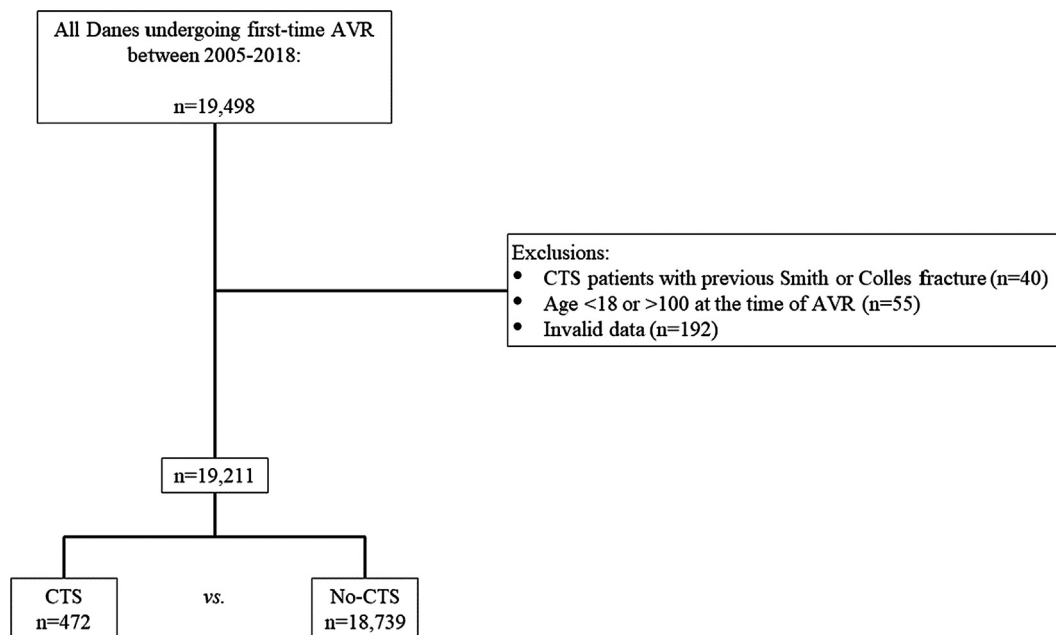 All Danes undergoing first-time AVR
between 2005-2018:
n=19,498
Exclusions:
• CTS patients with previous Smith or Colles fracture (n=40)
• Age <18 or >100 at the time of AVR (n=55)
• Invalid data (n=192)
n=19,211
CTS
n=472
vs.
No-CTS
n=18,739